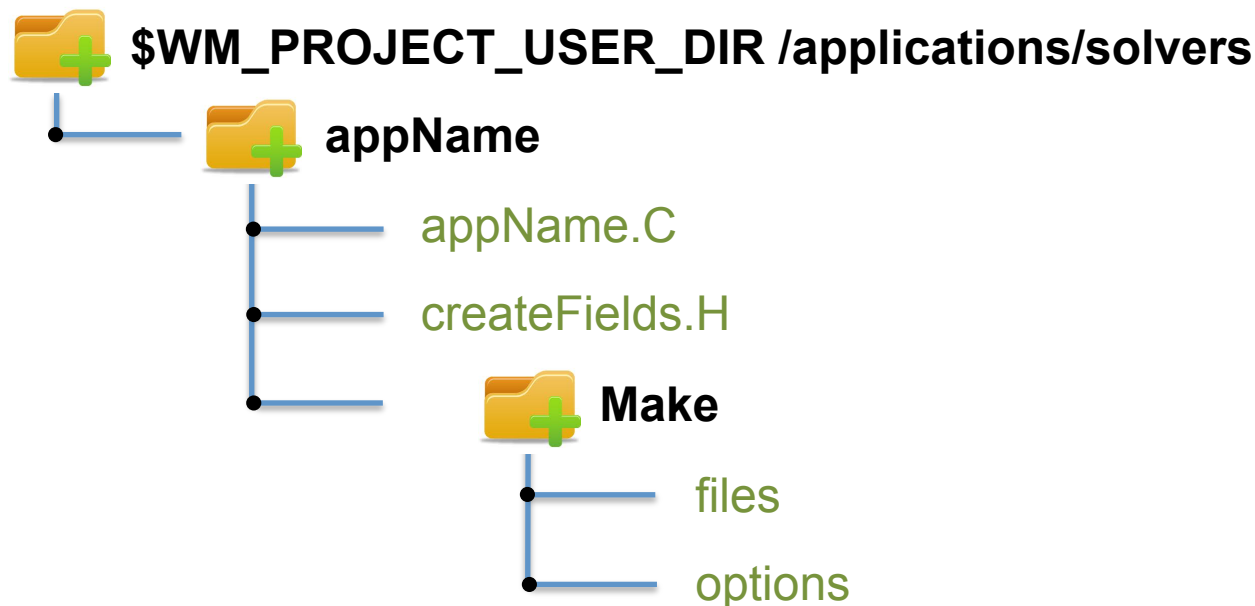 $WM_PROJECT_USER_DIR /applications/solvers
appName
appName.C
createFields.H
Make
files
options